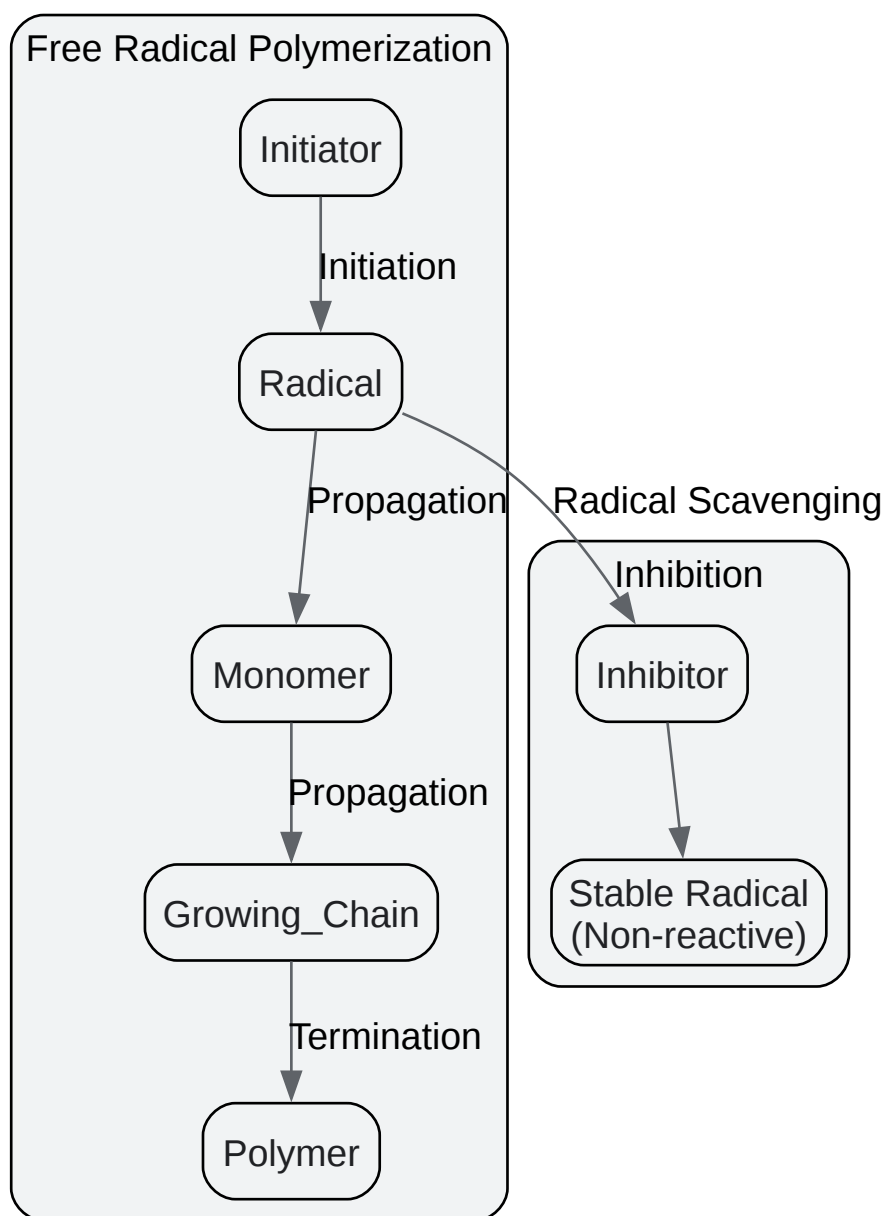 Free Radical Polymerization
Initiator
Initiation
Radical
Propagation
Radical Scavenging
Inhibition
Monomer
Inhibitor
Propagation
Growing_Chain
Stable Radical
(Non-reactive)
Termination
Polymer